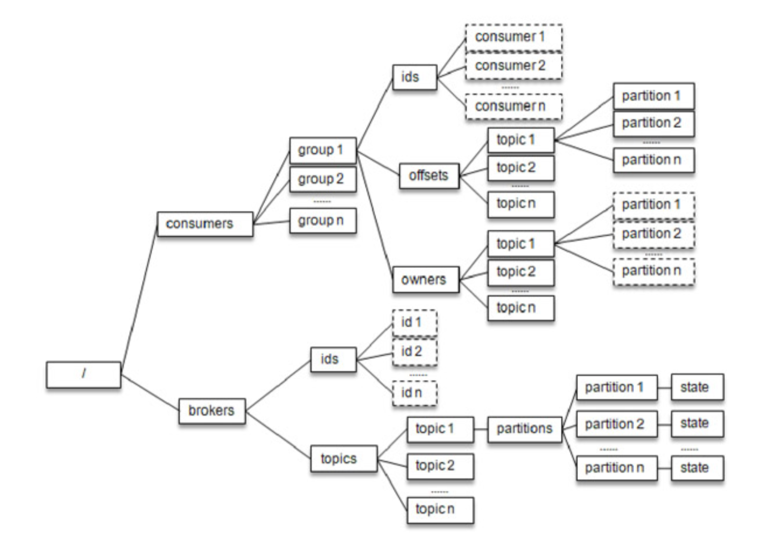 consumer 1
consumer 2
......
consumer n
ids
partition 1
partition 2
......
partition n
group 1
group 2
......
group n
topic 1
topic 2
......
topic n
offsets
consumers
partition 1
partition 2
......
partition n
topic 1
topic 2
......
topic n
owners
id 1
id 2
......
id n
ids
/
brokers
partition 1 state
partition 2 state
...... ......
partition n state
topic 1 partitions
topics
topic 2
......
topic n